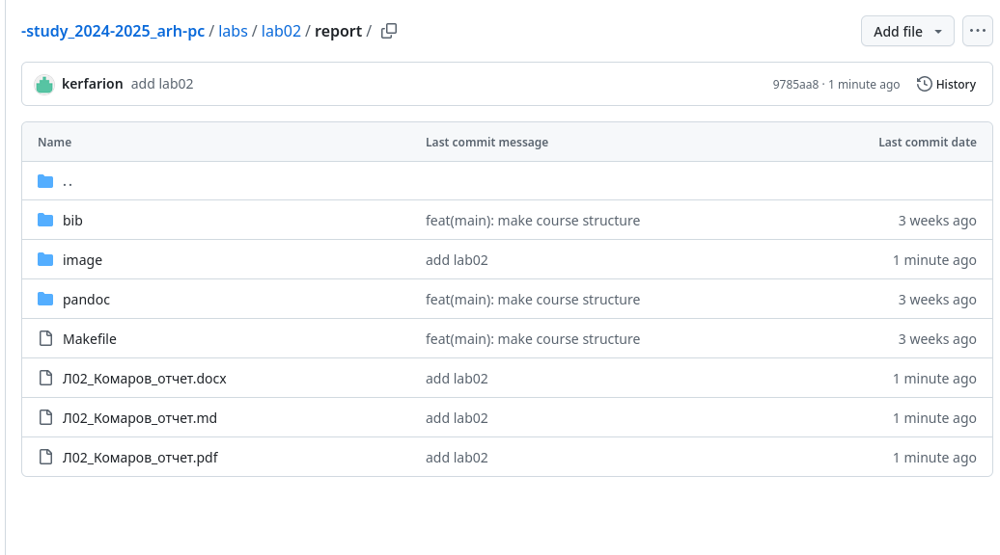 -study_2024-2025_arh-pc / labs / lab02 / report / Add file ...
kerfarion add lab02 9785aa8 · 1 minute ago History
Name Last commit message Last commit date
..
bib feat(main): make course structure 3 weeks ago
image add lab02 1 minute ago
pandoc feat(main): make course structure 3 weeks ago
Makefile feat(main): make course structure 3 weeks ago
Л02_Комаров_отчет.docx add lab02 1 minute ago
Л02_Комаров_отчет.md add lab02 1 minute ago
Л02_Комаров_отчет.pdf add lab02 1 minute ago